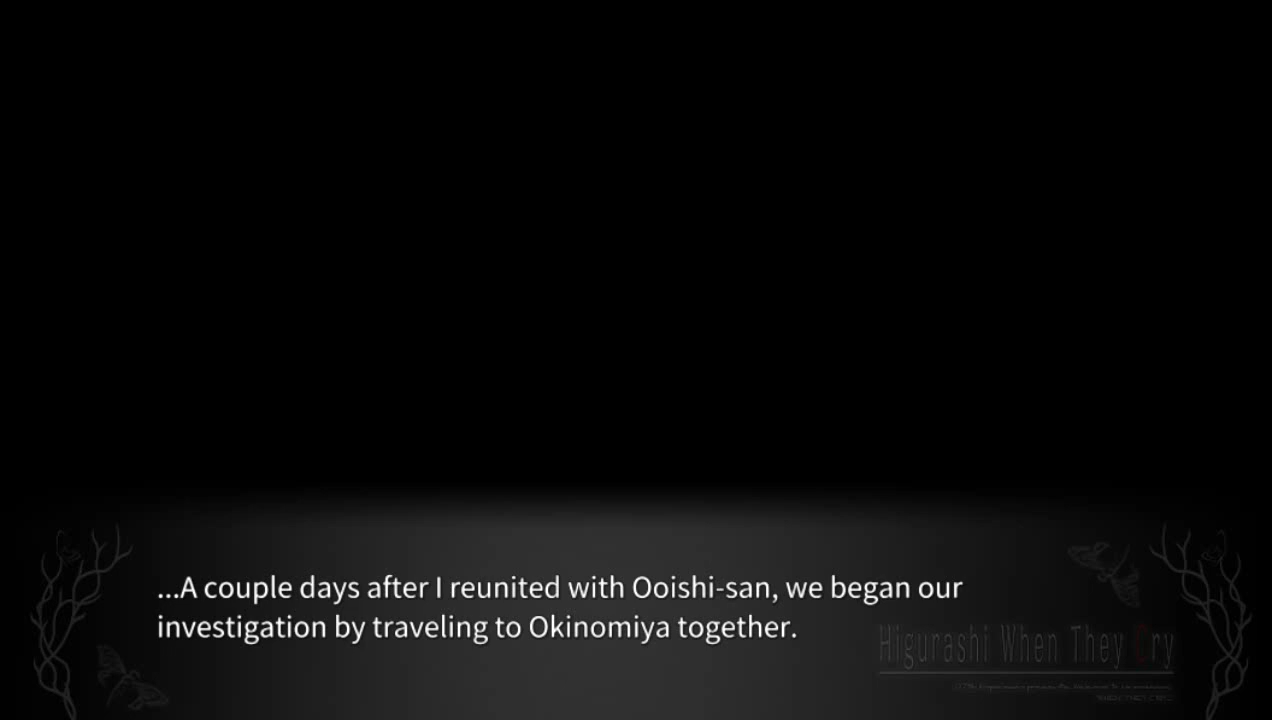 ...A couple days after I reunited with Ooishi-san, we began our
investigation by traveling to Okinomiya together.
Higurashi When They Cry